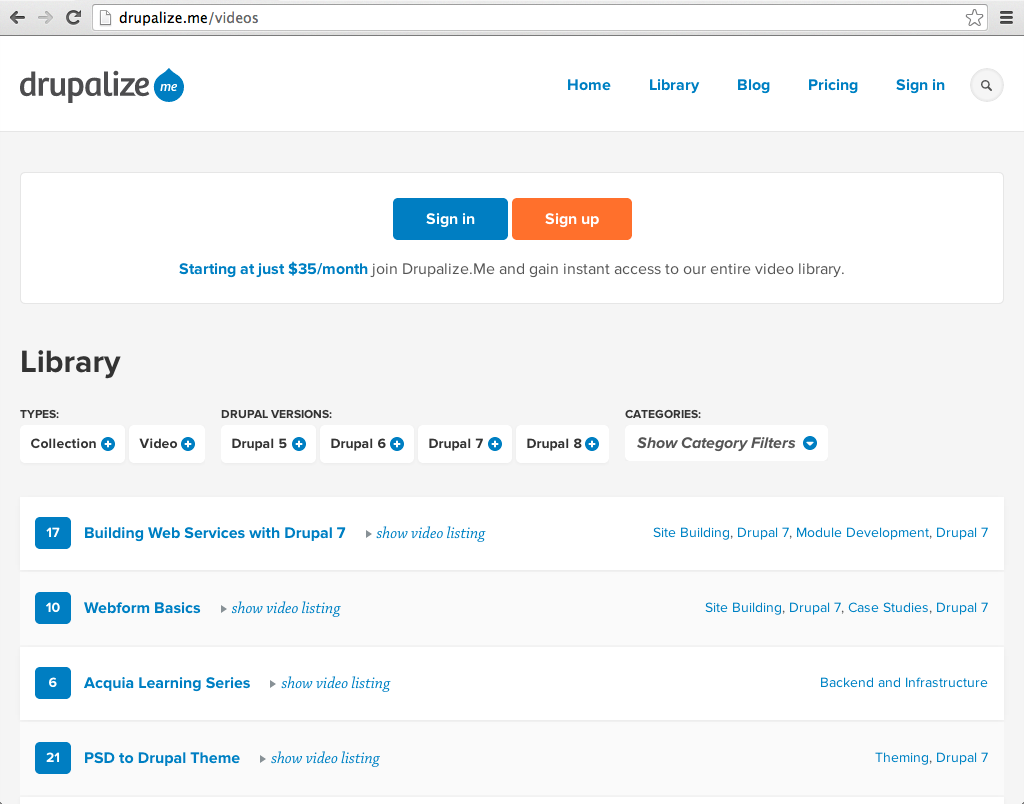 drupalize.me/videos
drupalize me
Home Library Blog Pricing Sign in
Sign in Sign up
Starting at just $35/month join Drupalize.Me and gain instant access to our entire video library.
Library
TYPES: DRUPAL VERSIONS: CATEGORIES:
Collection Video Drupal 5 Drupal 6 Drupal 7 Drupal 8 Show Category Filters
17 Building Web Services with Drupal 7 show video listing Site Building, Drupal 7, Module Development, Drupal 7
10 Webform Basics show video listing Site Building, Drupal 7, Case Studies, Drupal 7
6 Acquia Learning Series show video listing Backend and Infrastructure
21 PSD to Drupal Theme show video listing Theming, Drupal 7